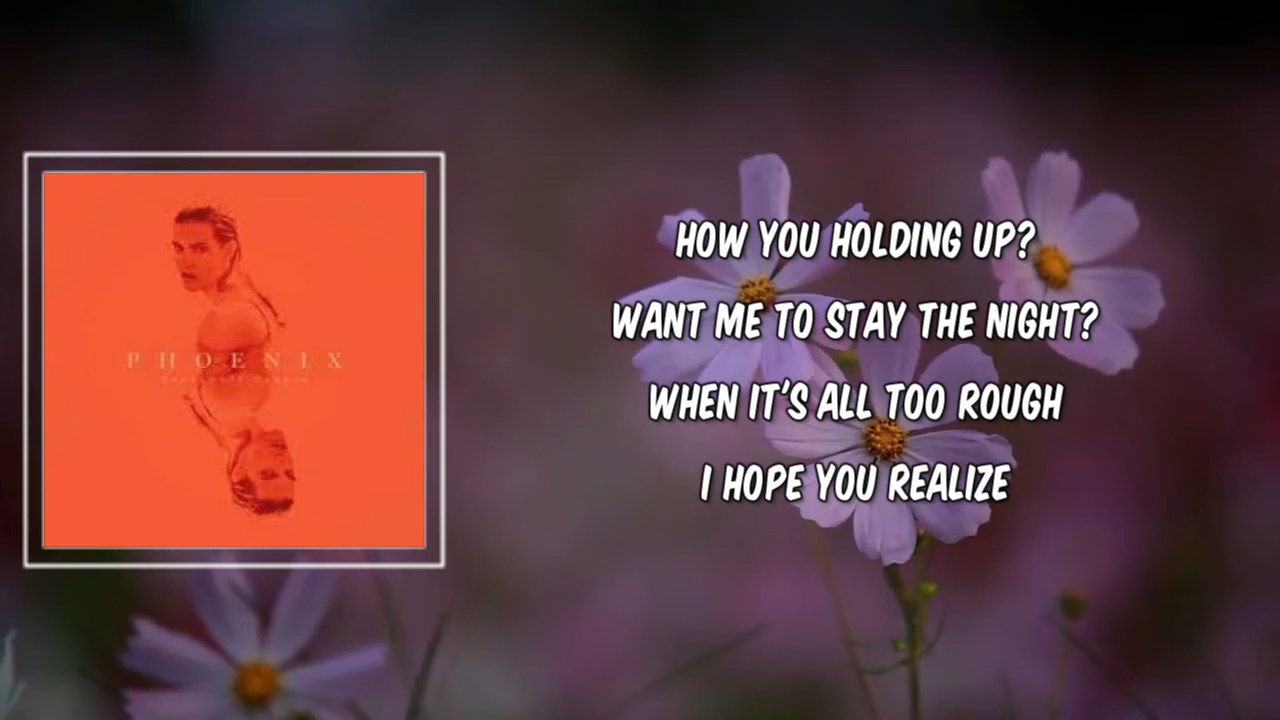 PHOENIX
HOW YOU HOLDING UP?
WANT ME TO STAY THE NIGHT?
WHEN IT'S ALL TOO ROUGH
I HOPE YOU REALIZE